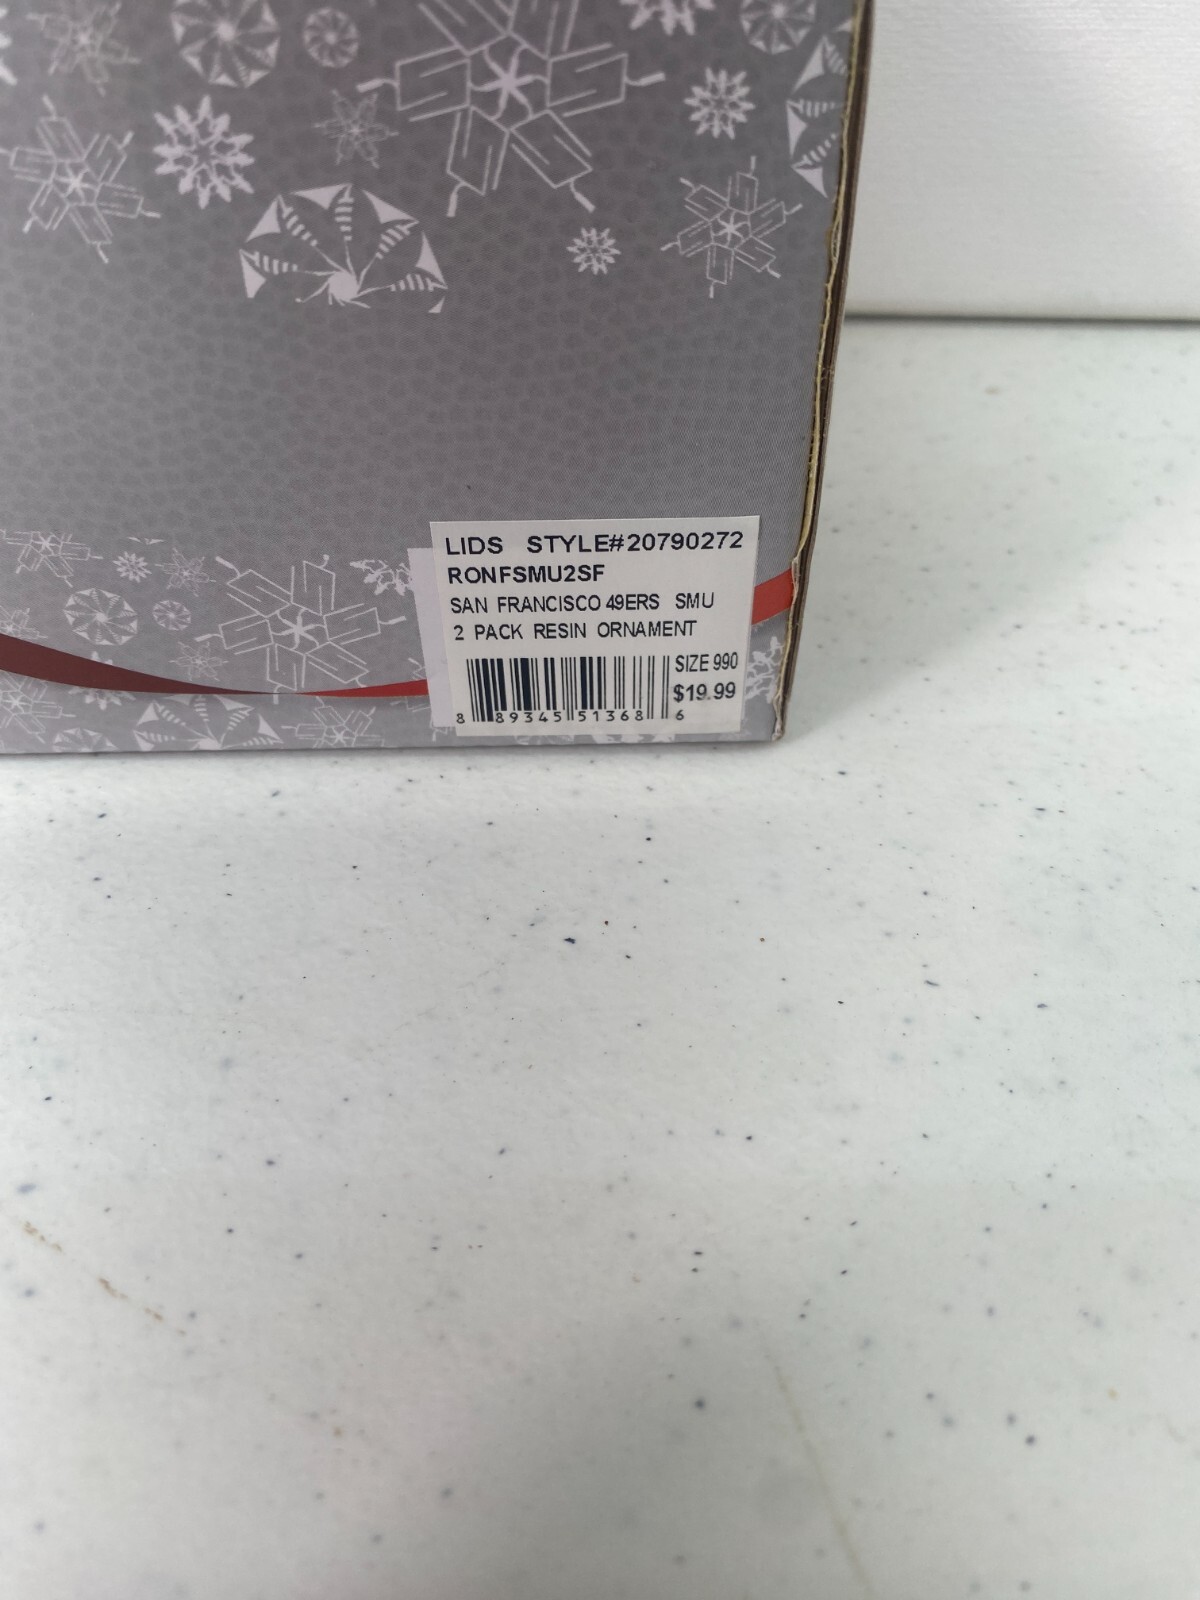 LIDS STYLE#20790272
RONFSMU2SF
SAN FRANCISCO 49ERS SMU
2 PACK RESIN ORNAMENT
SIZE 990
$19.99
8 89345 51368 6